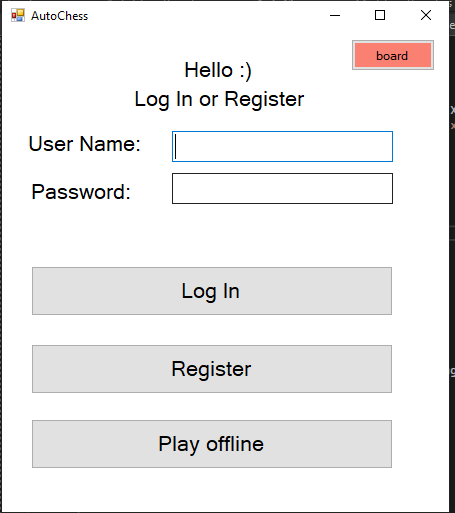 AutoChess
board
Hello :)
Log In or Register
User Name:
Password:
Log In
Register
Play offline